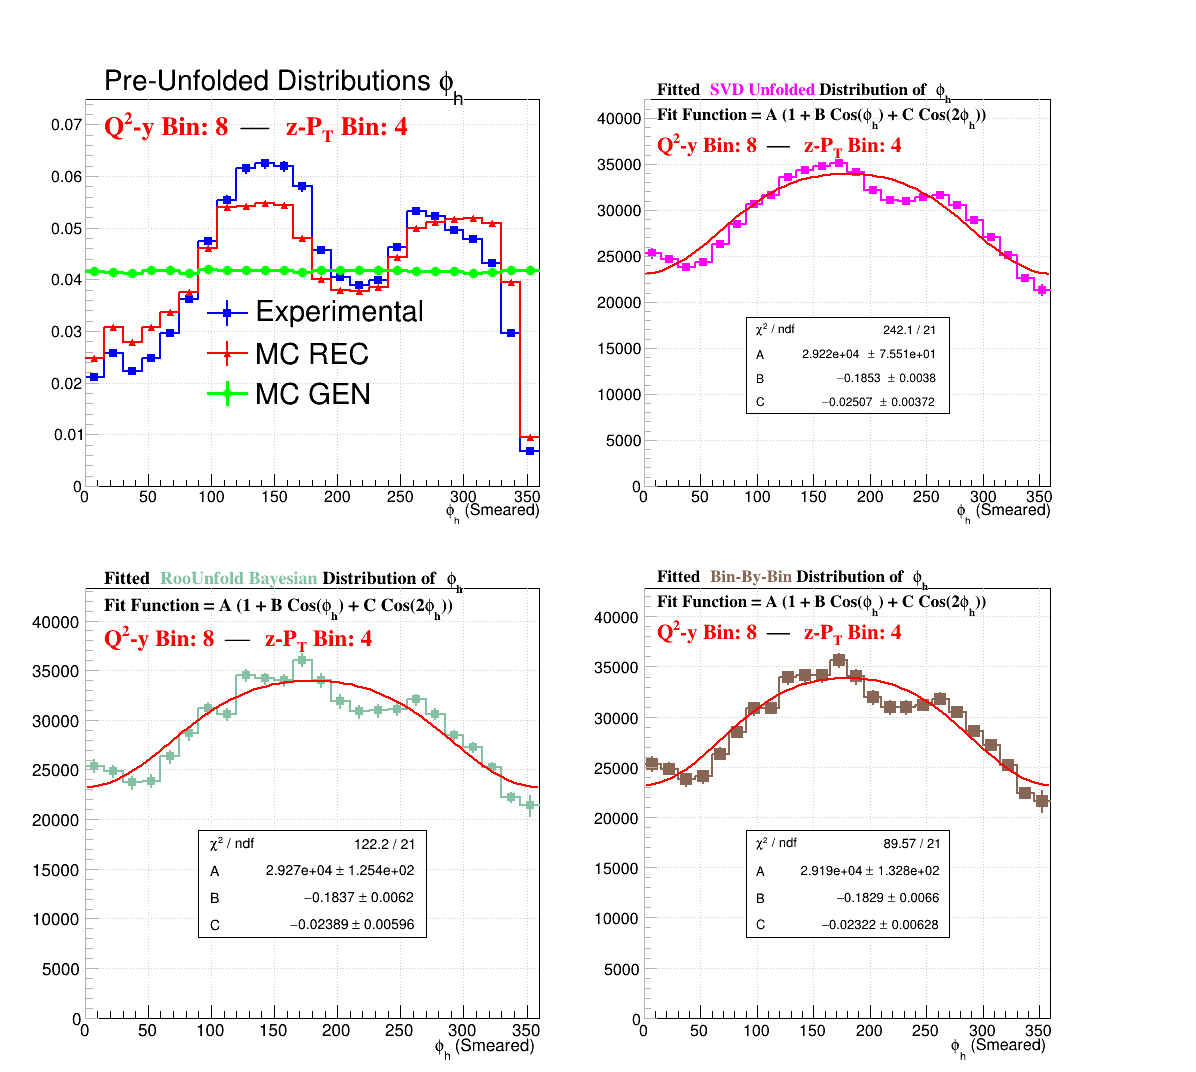 Pre-Unfolded Distributions ϕh
Q²-y Bin: 8 — z-PT Bin: 4
0.07
0.06
0.05
0.04
0.03
0.02
0.01
0
Experimental
MC REC
MC GEN
0 50 100 150 200 250 300 350
ϕh (Smeared)
Fitted SVD Unfolded Distribution of ϕh
Fit Function = A (1 + B Cos(ϕh) + C Cos(2ϕh))
Q²-y Bin: 8 — z-PT Bin: 4
40000
35000
30000
25000
20000
15000
10000
5000
0
χ² / ndf 242.1 / 21
A 2.922e+04 ± 7.551e+01
B −0.1853 ± 0.0038
C −0.02507 ± 0.00372
0 50 100 150 200 250 300 350
ϕh (Smeared)
Fitted RooUnfold Bayesian Distribution of ϕh
Fit Function = A (1 + B Cos(ϕh) + C Cos(2ϕh))
Q²-y Bin: 8 — z-PT Bin: 4
40000
35000
30000
25000
20000
15000
10000
5000
0
χ² / ndf 122.2 / 21
A 2.927e+04 ± 1.254e+02
B −0.1837 ± 0.0062
C −0.02389 ± 0.00596
0 50 100 150 200 250 300 350
ϕh (Smeared)
Fitted Bin-By-Bin Distribution of ϕh
Fit Function = A (1 + B Cos(ϕh) + C Cos(2ϕh))
Q²-y Bin: 8 — z-PT Bin: 4
40000
35000
30000
25000
20000
15000
10000
5000
0
χ² / ndf 89.57 / 21
A 2.919e+04 ± 1.328e+02
B −0.1829 ± 0.0066
C −0.02322 ± 0.00628
0 50 100 150 200 250 300 350
ϕh (Smeared)